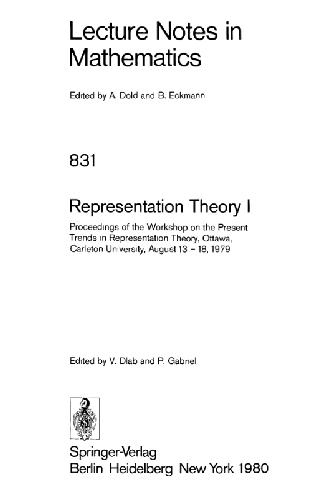 Lecture Notes in
Mathematics
Edited by A. Dold and B. Eckmann
831
Representation Theory I
Proceedings of the Workshop on the Present
Trends in Representation Theory, Ottawa,
Carleton University, August 13 – 18, 1979
Edited by V. Dlab and P. Gabriel
Springer-Verlag
Berlin Heidelberg New York 1980